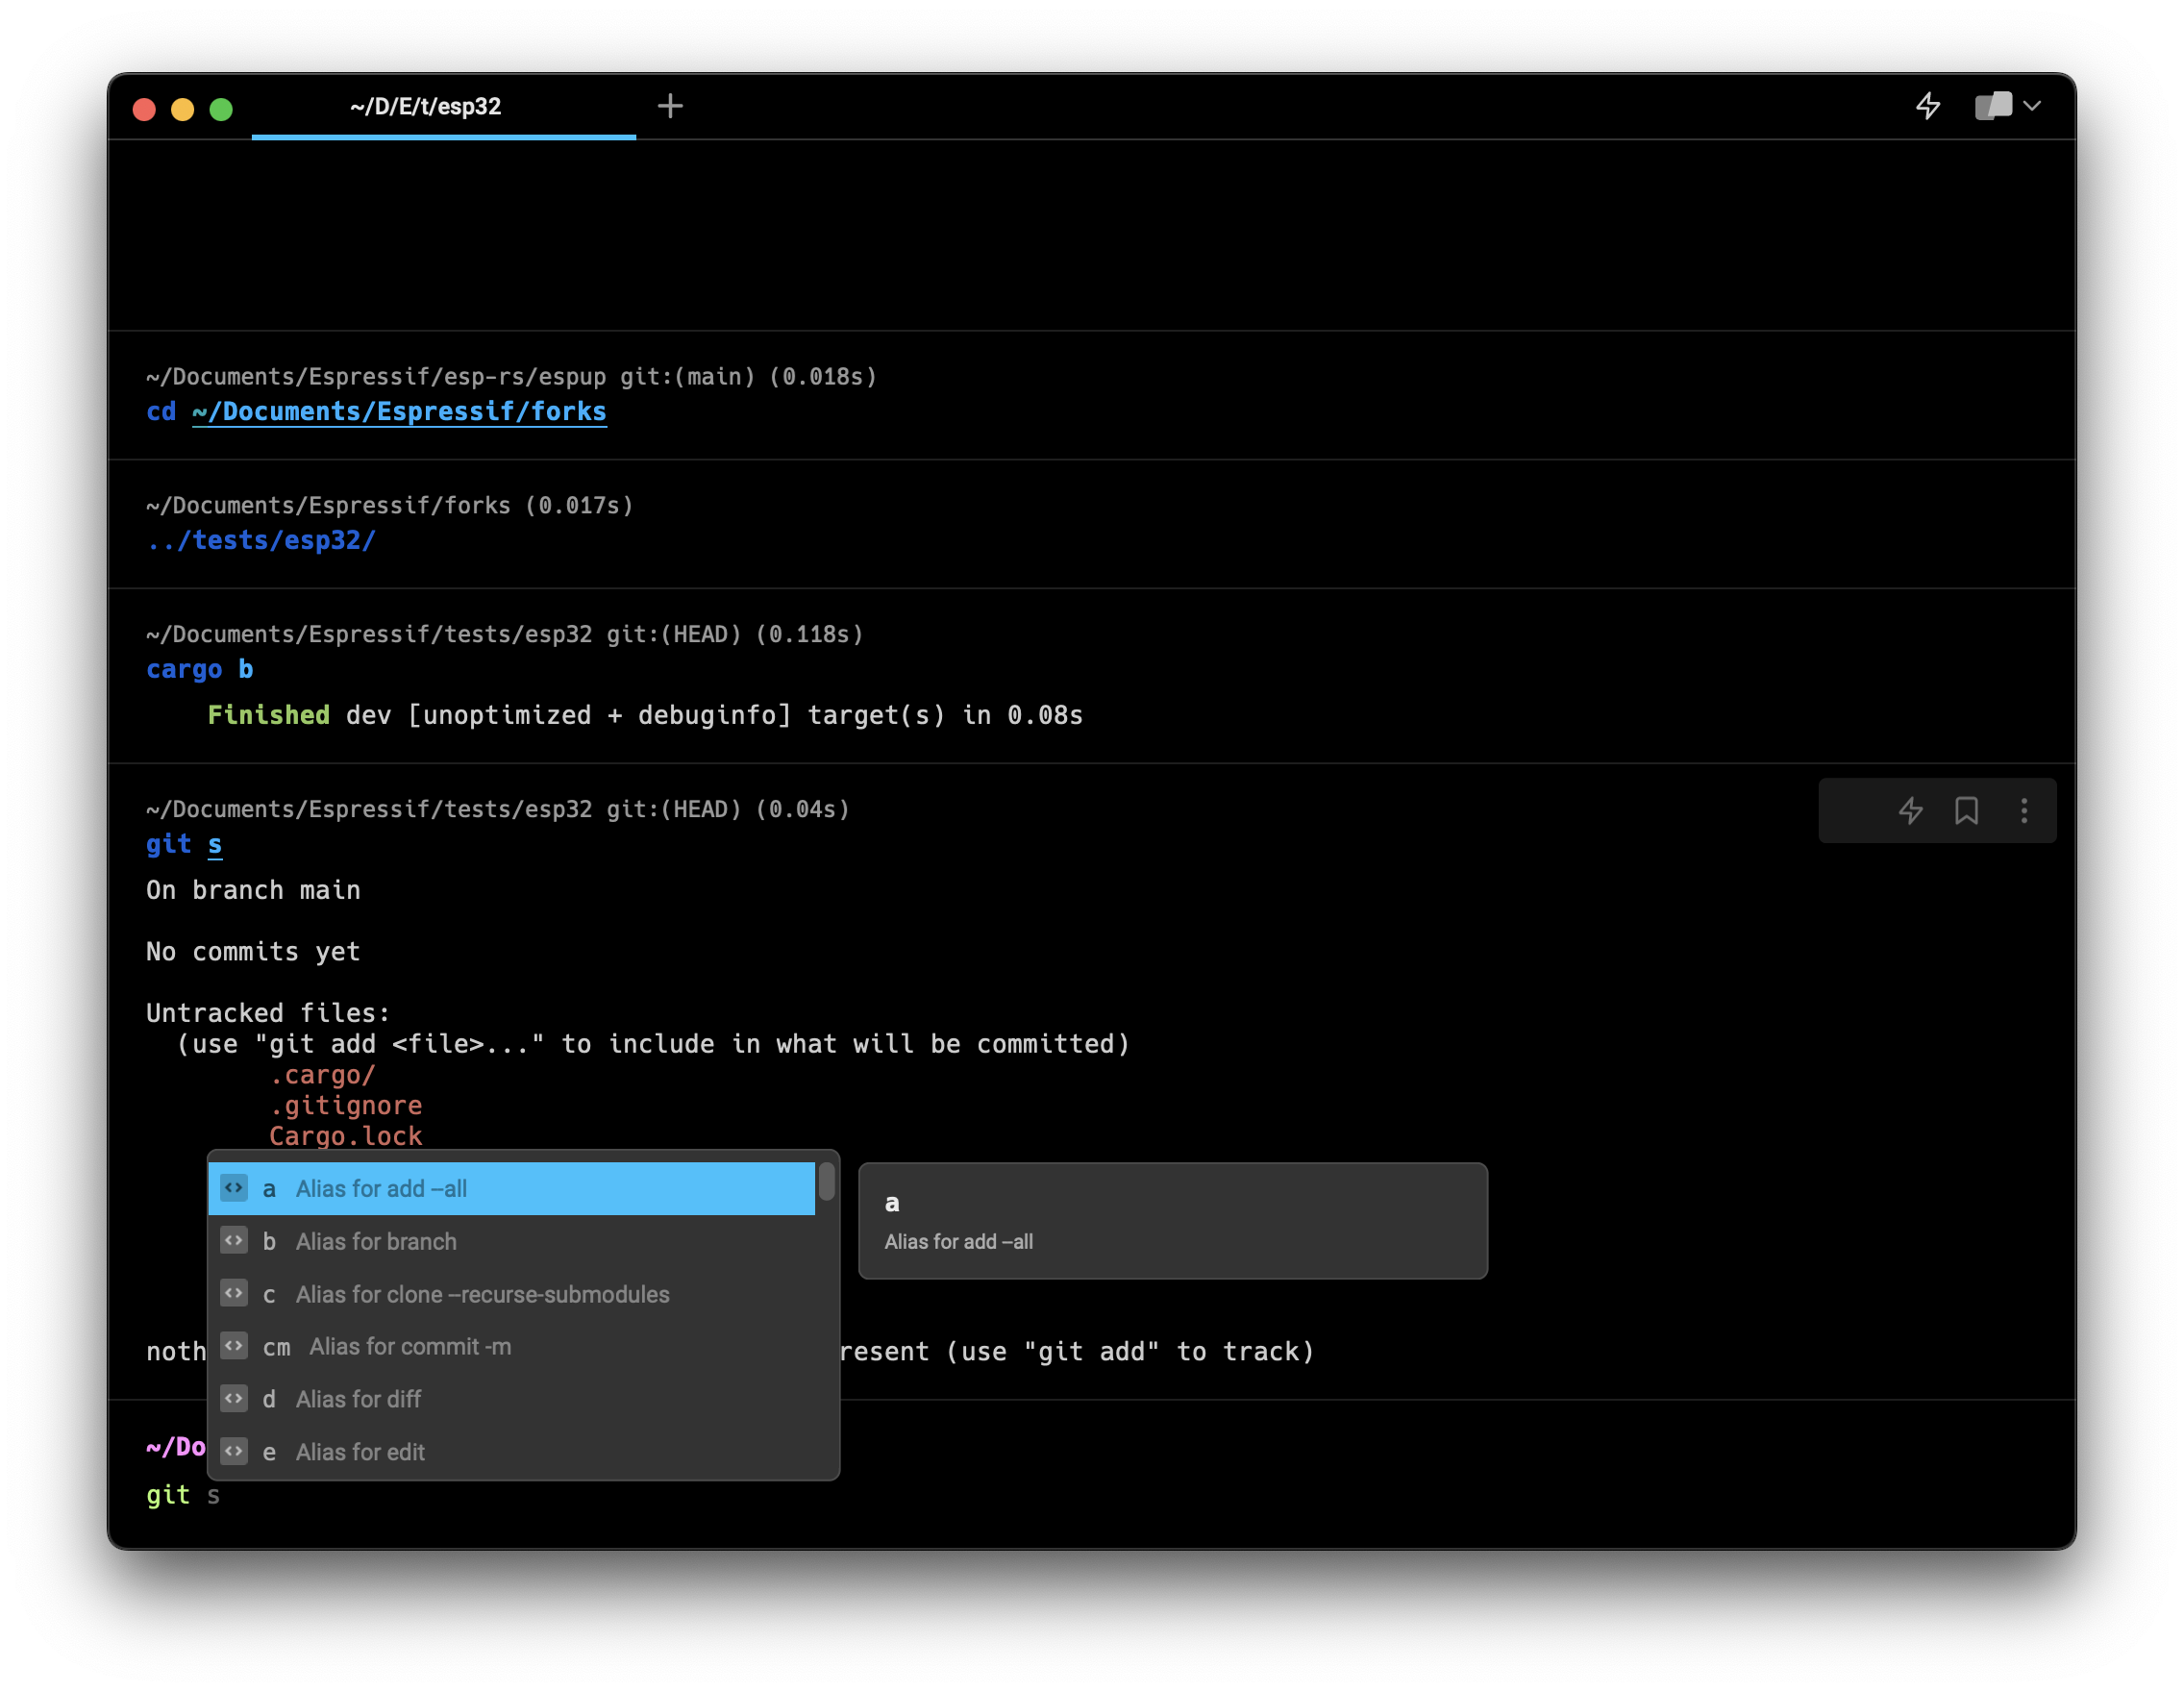 ~/D/E/t/esp32
~/Documents/Espressif/esp-rs/espup git:(main) (0.018s)
cd ~/Documents/Espressif/forks
~/Documents/Espressif/forks (0.017s)
../tests/esp32/
~/Documents/Espressif/tests/esp32 git:(HEAD) (0.118s)
cargo b
Finished dev [unoptimized + debuginfo] target(s) in 0.08s
~/Documents/Espressif/tests/esp32 git:(HEAD) (0.04s)
git s
On branch main
No commits yet
Untracked files:
(use "git add <file>..." to include in what will be committed)
.cargo/
.gitignore
Cargo.lock
a Alias for add –all
b Alias for branch
c Alias for clone –recurse-submodules
cm Alias for commit -m
d Alias for diff
e Alias for edit
a
Alias for add –all
noth
resent (use "git add" to track)
~/Do
git s